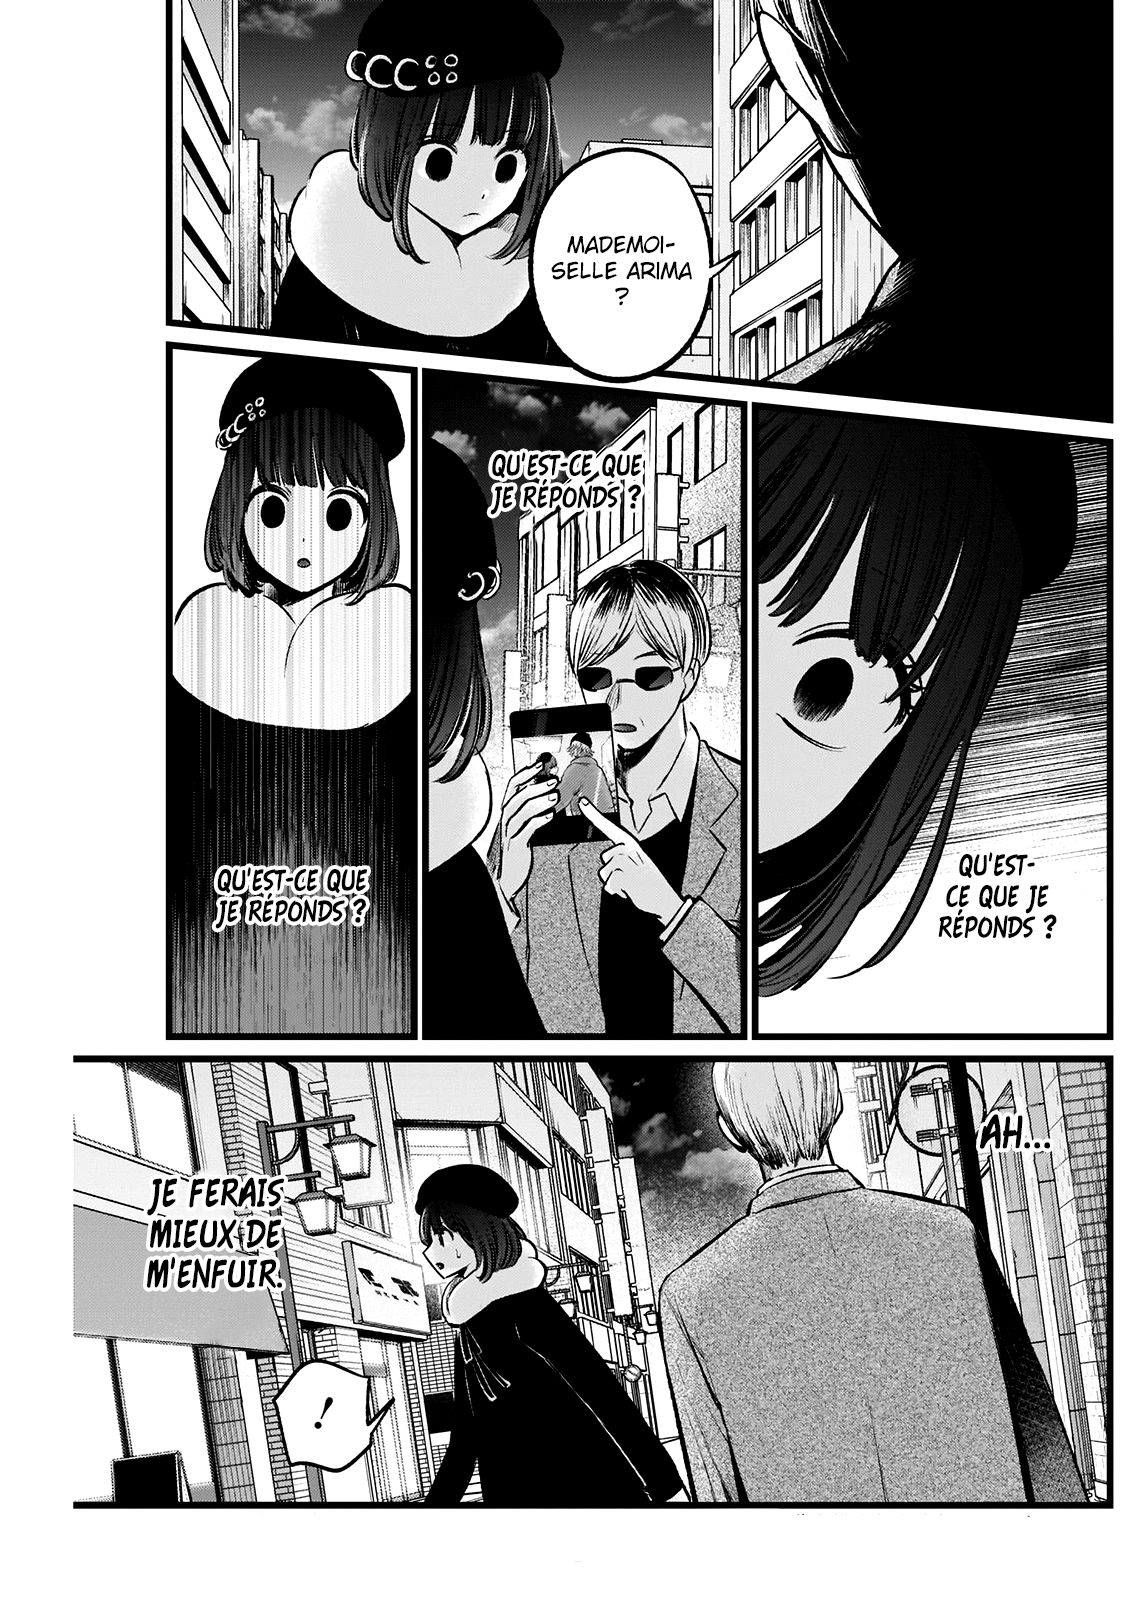 MADEMOI-
SELLE ARIMA
?
QU'EST-
CE QUE JE
RÉPONDS ?
QU'EST-CE QUE
JE RÉPONDS ?
QU'EST-CE QUE
JE RÉPONDS ?
AH...
JE FERAIS
MIEUX DE
M'ENFUIR.
!